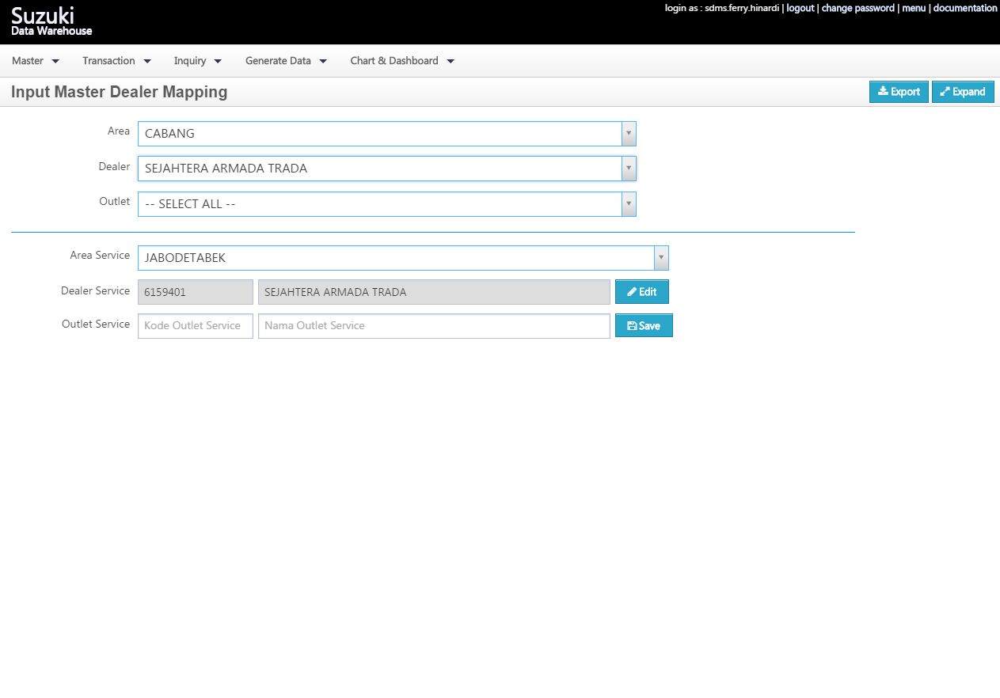 Suzuki
Data Warehouse
login as : sdms.ferry.hinardi | logout | change password | menu | documentation
Master Transaction Inquiry Generate Data Chart & Dashboard
Input Master Dealer Mapping
Export Expand
Area CABANG
Dealer SEJAHTERA ARMADA TRADA
Outlet -- SELECT ALL --
Area Service JABODETABEK
Dealer Service 6159401 SEJAHTERA ARMADA TRADA Edit
Outlet Service Kode Outlet Service Nama Outlet Service Save